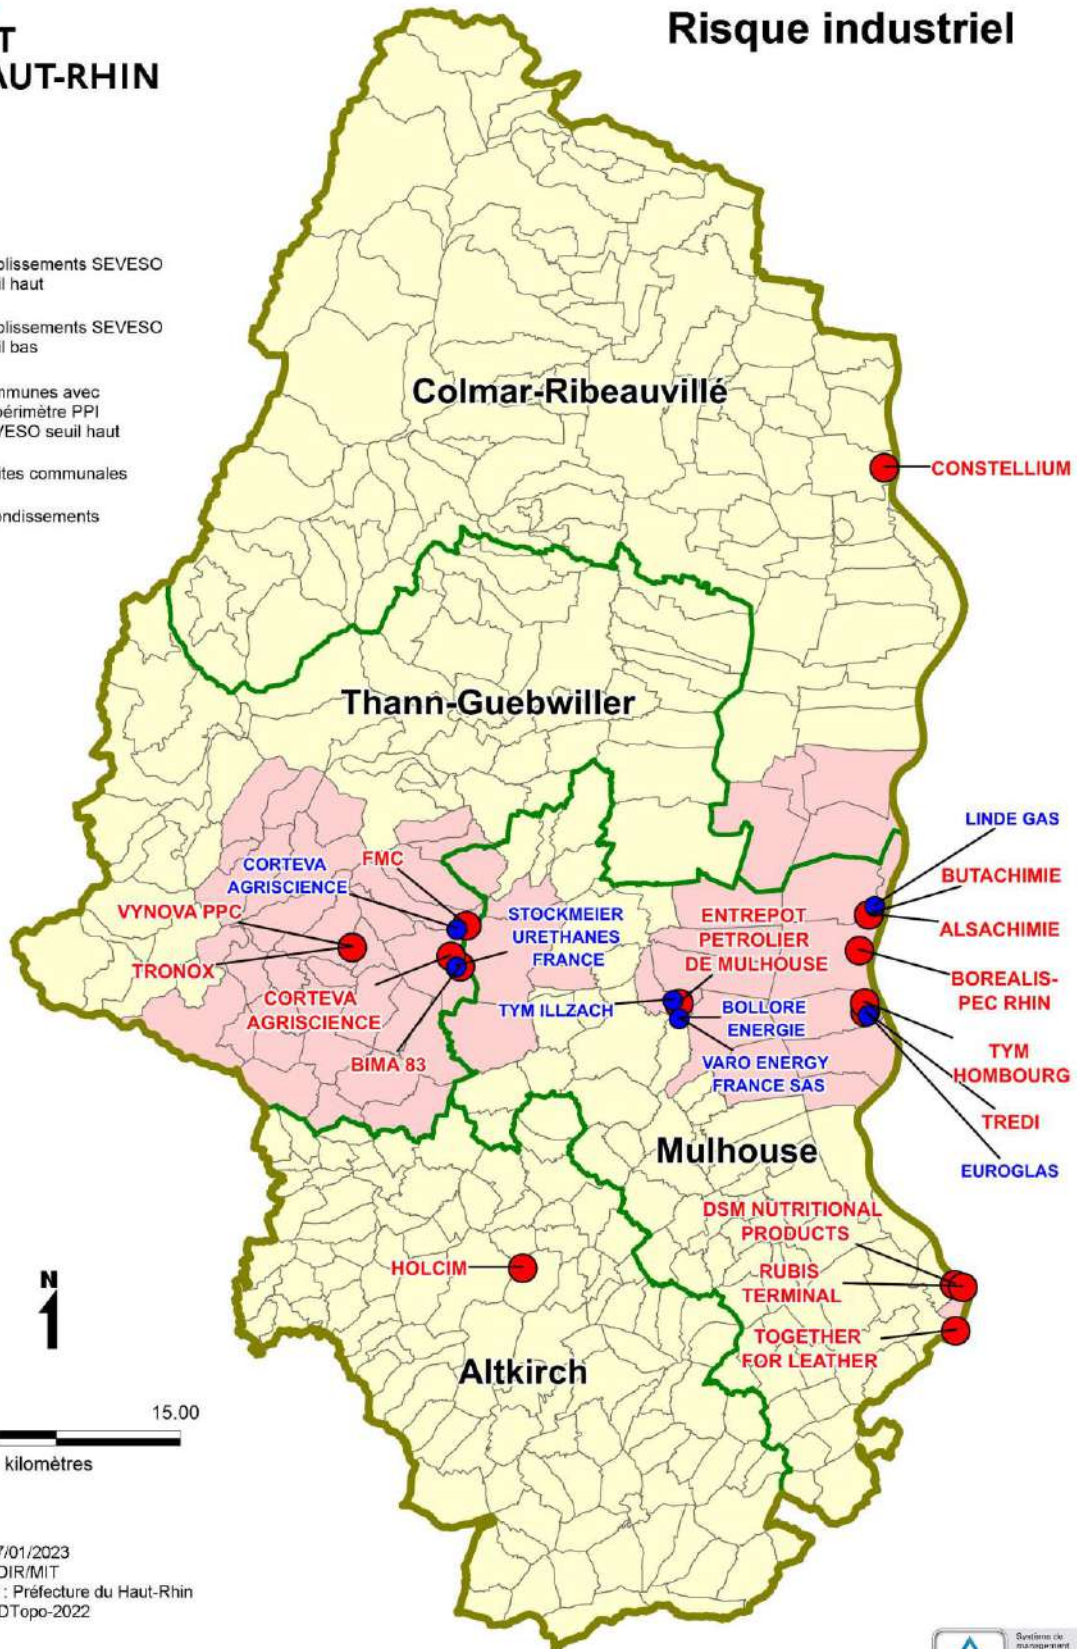 Risque industriel
T
AUT-RHIN
blissements SEVESO
il haut
blissements SEVESO
il bas
mmunes avec
périmètre PPI
VESO seuil haut
ites communales
ondissements
Colmar-Ribeauvillé
CONSTELLIUM
Thann-Guebwiller
LINDE GAS
BUTACHIMIE
ALSACHIMIE
BOREALIS-
PEC RHIN
TYM
HOMBOURG
TREDI
EUROGLAS
CORTEVA
AGRISCIENCE
FMC
VYNOVA PPC
TRONOX
CORTEVA
AGRISCIENCE
BIMA 83
STOCKMEIER
URETHANES
FRANCE
TYM ILLZACH
ENTREPOT
PETROLIER
DE MULHOUSE
BOLLORE
ENERGIE
VARO ENERGY
FRANCE SAS
Mulhouse
DSM NUTRITIONAL
PRODUCTS
RUBIS
TERMINAL
TOGETHER
FOR LEATHER
HOLCIM
Altkirch
N
15.00
kilomètres
7/01/2023
DIR/MIT
: Préfecture du Haut-Rhin
DTopo-2022
Système de
management